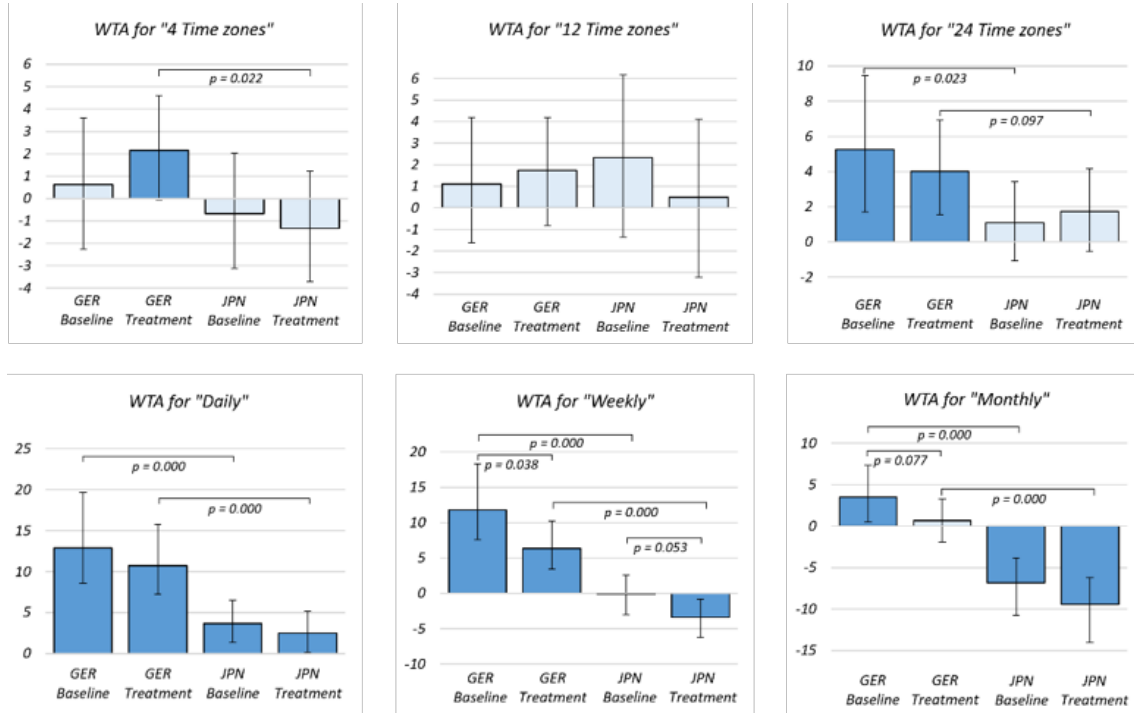 WTA for "4 Time zones"
6
5
4
3
2
1
0
-1
-2
-3
-4
p = 0.022
GER
Baseline
GER
Treatment
JPN
Baseline
JPN
Treatment
WTA for "12 Time zones"
6
5
4
3
2
1
0
-1
-2
-3
-4
GER
Baseline
GER
Treatment
JPN
Baseline
JPN
Treatment
WTA for "24 Time zones"
10
8
6
4
2
0
-2
p = 0.023
p = 0.097
GER
Baseline
GER
Treatment
JPN
Baseline
JPN
Treatment
WTA for "Daily"
25
20
15
10
5
0
p = 0.000
p = 0.000
GER
Baseline
GER
Treatment
JPN
Baseline
JPN
Treatment
WTA for "Weekly"
20
15
10
5
0
-5
-10
p = 0.000
p = 0.038
p = 0.000
p = 0.053
GER
Baseline
GER
Treatment
JPN
Baseline
JPN
Treatment
WTA for "Monthly"
10
5
0
-5
-10
-15
p = 0.000
p = 0.077
p = 0.000
GER
Baseline
GER
Treatment
JPN
Baseline
JPN
Treatment